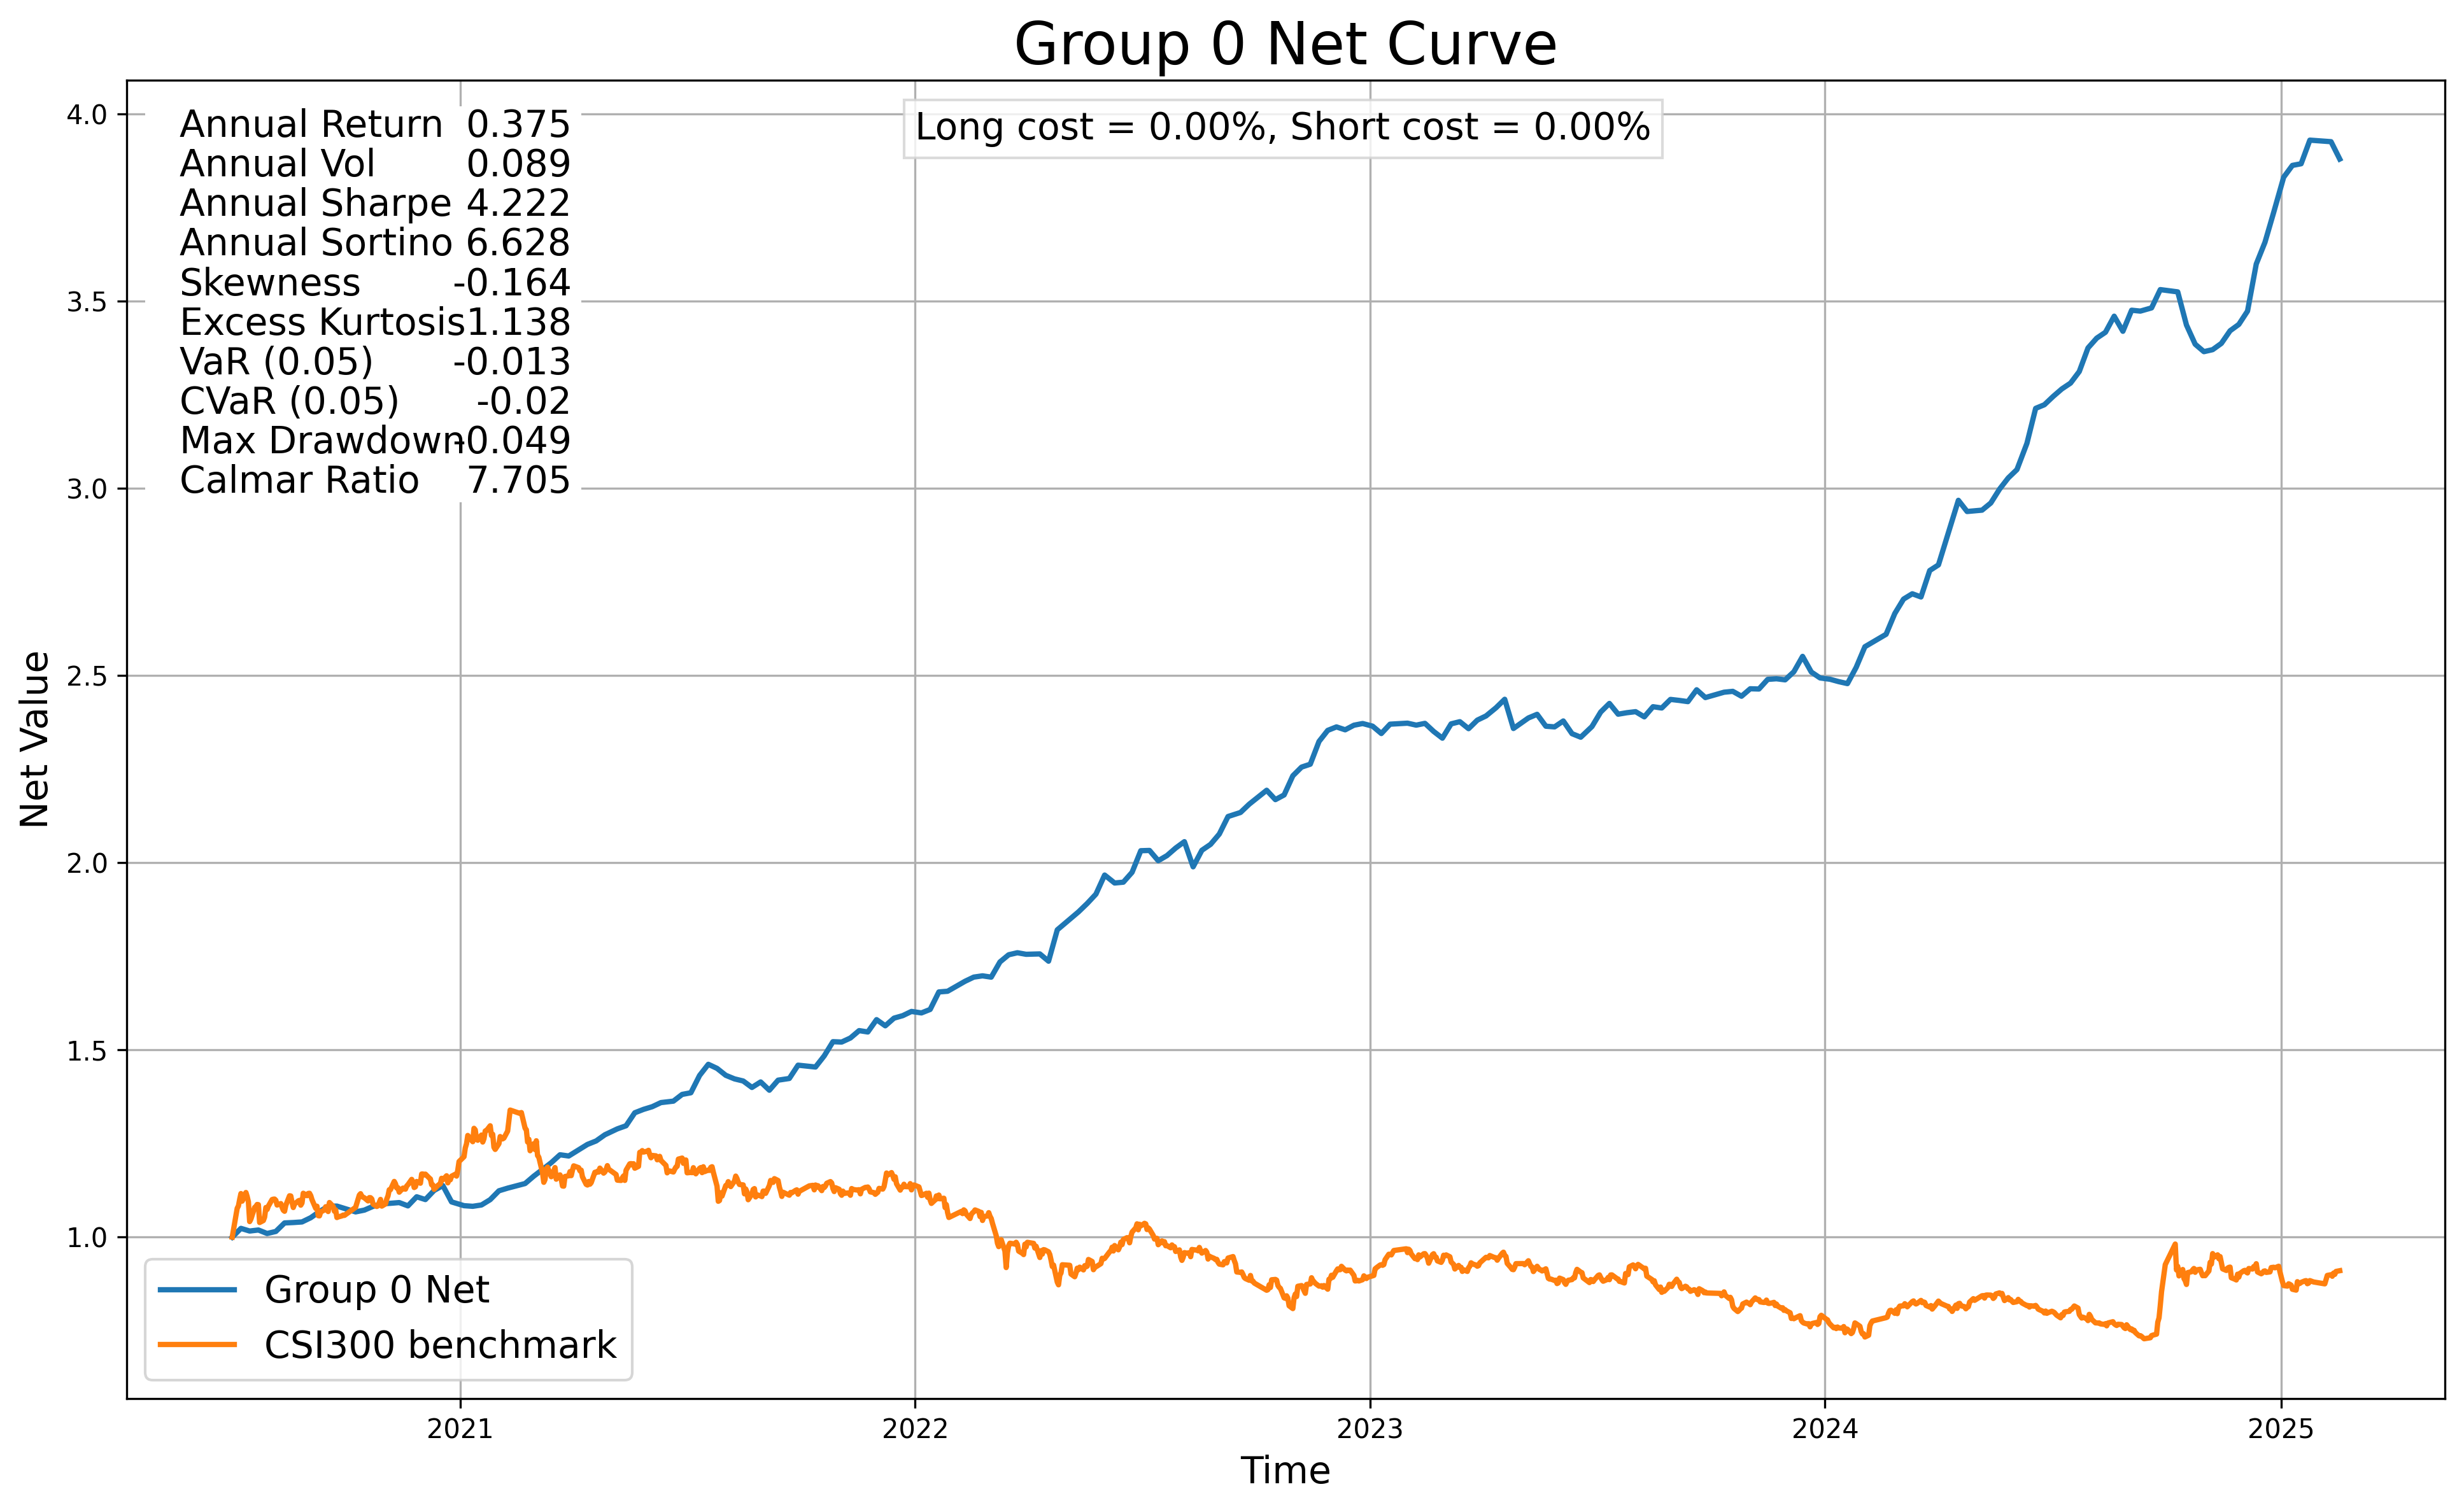 Group 0 Net Curve
Long cost = 0.00%, Short cost = 0.00%
Annual Return 0.375
Annual Vol 0.089
Annual Sharpe 4.222
Annual Sortino 6.628
Skewness -0.164
Excess Kurtosis 1.138
VaR (0.05) -0.013
CVaR (0.05) -0.02
Max Drawdown -0.049
Calmar Ratio 7.705
Net Value
4.0
3.5
3.0
2.5
2.0
1.5
1.0
Group 0 Net
CSI300 benchmark
2021 2022 2023 2024 2025
Time